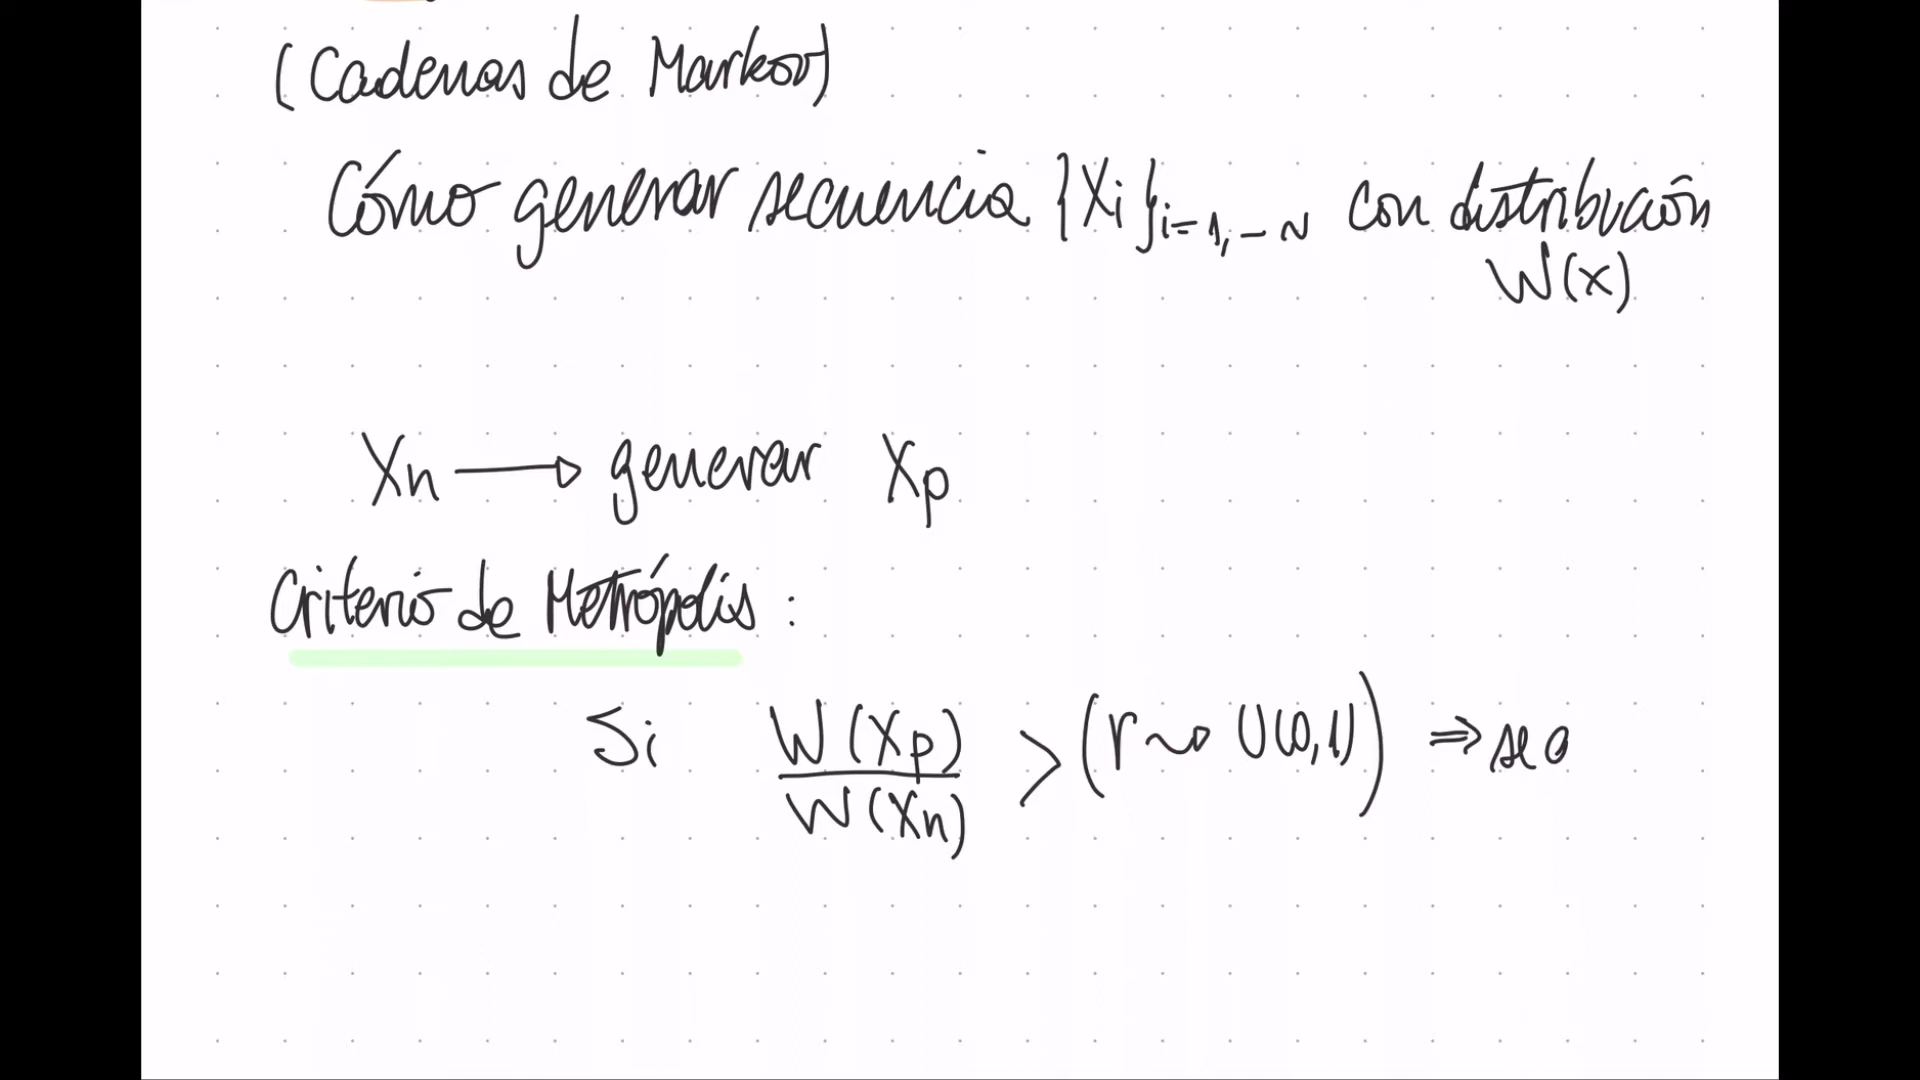 (Cadenas de Markov)
Cómo generar secuencia {Xi}i=1,-N con distribución
W(x)
Xn → generar Xp
Criterio de Metrópolis :
Si W(Xp) / W(Xn) > (r ~ U(0,1)) ⇒ se a